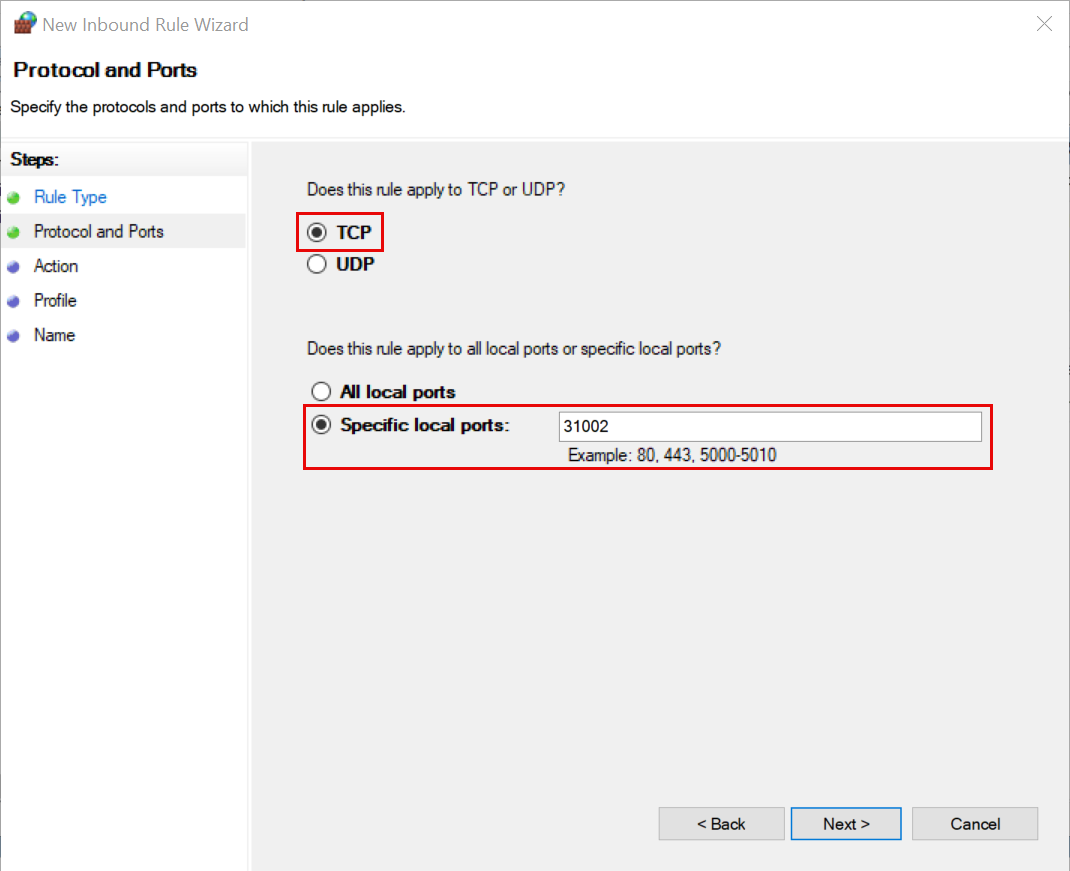 New Inbound Rule Wizard
Protocol and Ports
Specify the protocols and ports to which this rule applies.
Steps:
Rule Type
Protocol and Ports
Action
Profile
Name
Does this rule apply to TCP or UDP?
TCP
UDP
Does this rule apply to all local ports or specific local ports?
All local ports
Specific local ports:
31002
Example: 80, 443, 5000-5010
< Back
Next >
Cancel